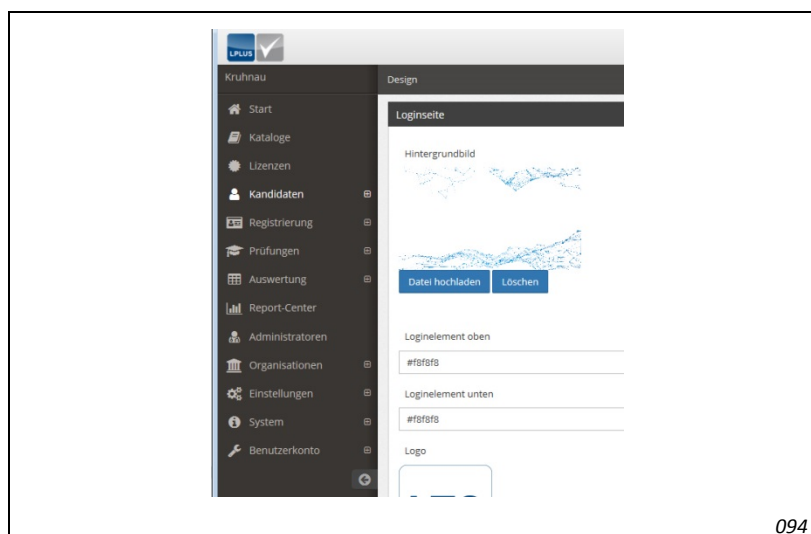 LPLUS
Kruhnau
Design
Start
Kataloge
Lizenzen
Kandidaten
Registrierung
Prüfungen
Auswertung
Report-Center
Administratoren
Organisationen
Einstellungen
System
Benutzerkonto
Loginseite
Hintergrundbild
Datei hochladen Löschen
Loginelement oben
#f8f8f8
Loginelement unten
#f8f8f8
Logo
094